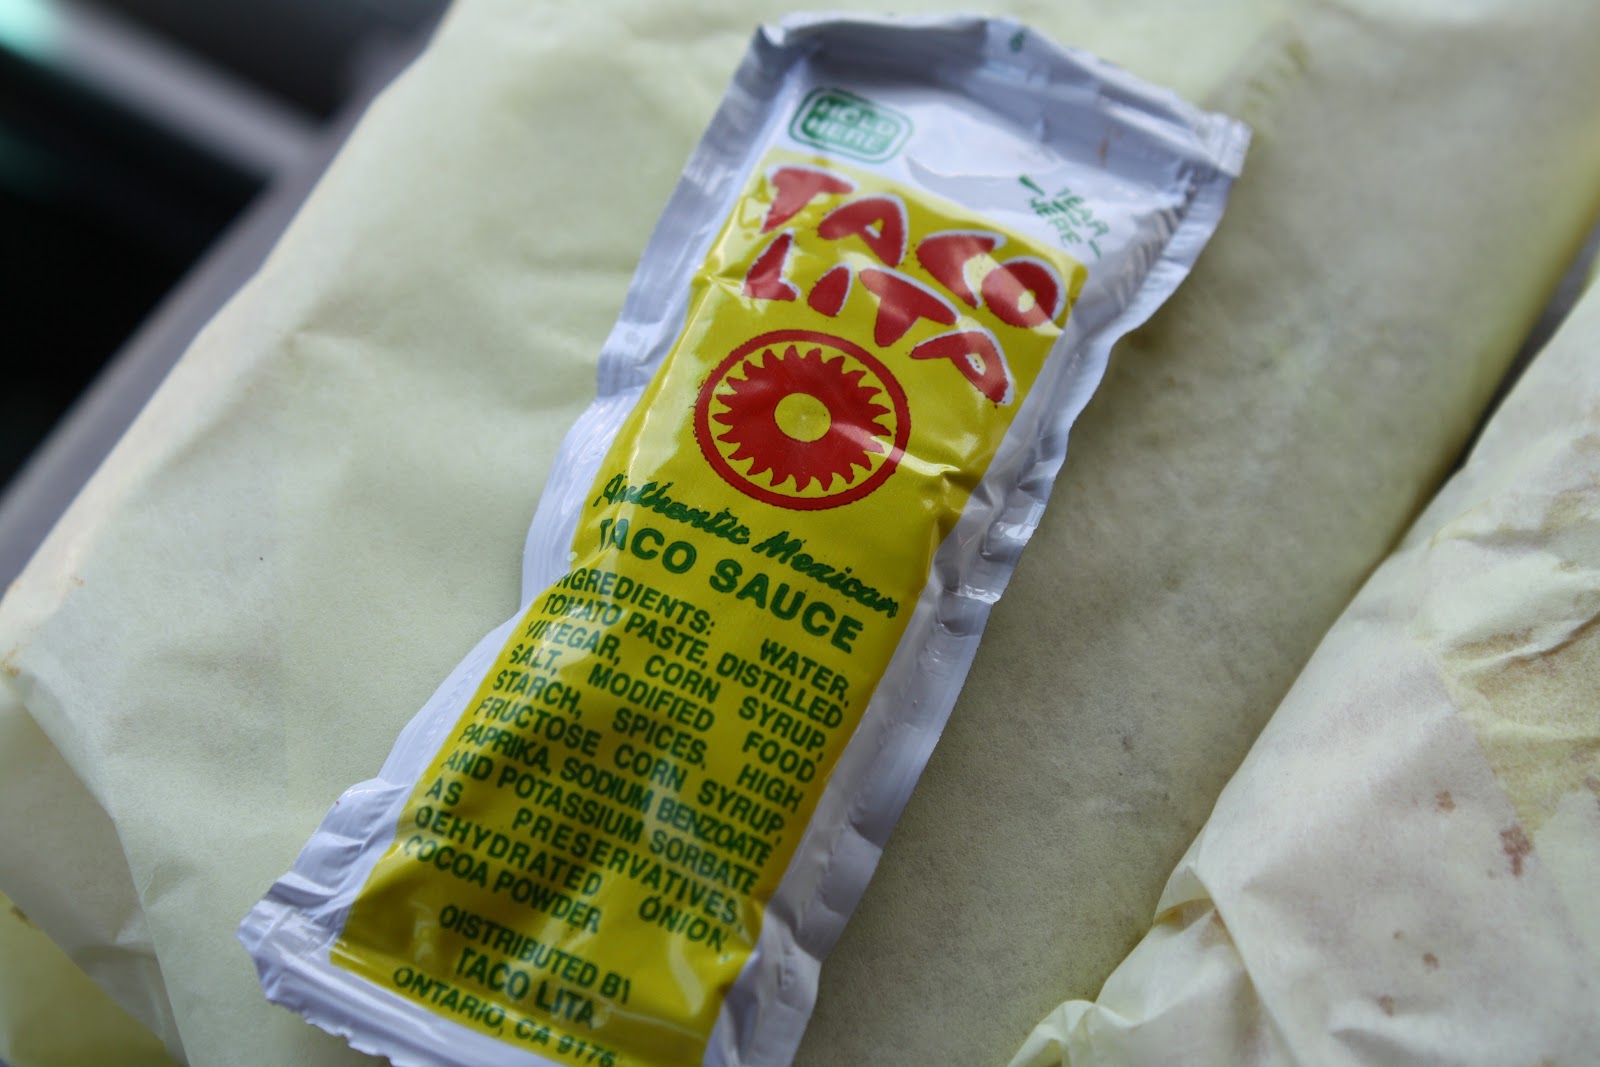 HOLD
HERE
TEAR
HERE
TACO
LITA
Authentic Mexican
TACO SAUCE
INGREDIENTS: WATER,
TOMATO PASTE, DISTILLED
VINEGAR, CORN SYRUP,
SALT, MODIFIED FOOD
STARCH, SPICES, HIGH
FRUCTOSE CORN SYRUP,
PAPRIKA, SODIUM BENZOATE
AND POTASSIUM SORBATE
AS PRESERVATIVES,
DEHYDRATED ONION,
COCOA POWDER
DISTRIBUTED BY
TACO LITA
ONTARIO, CA 9176